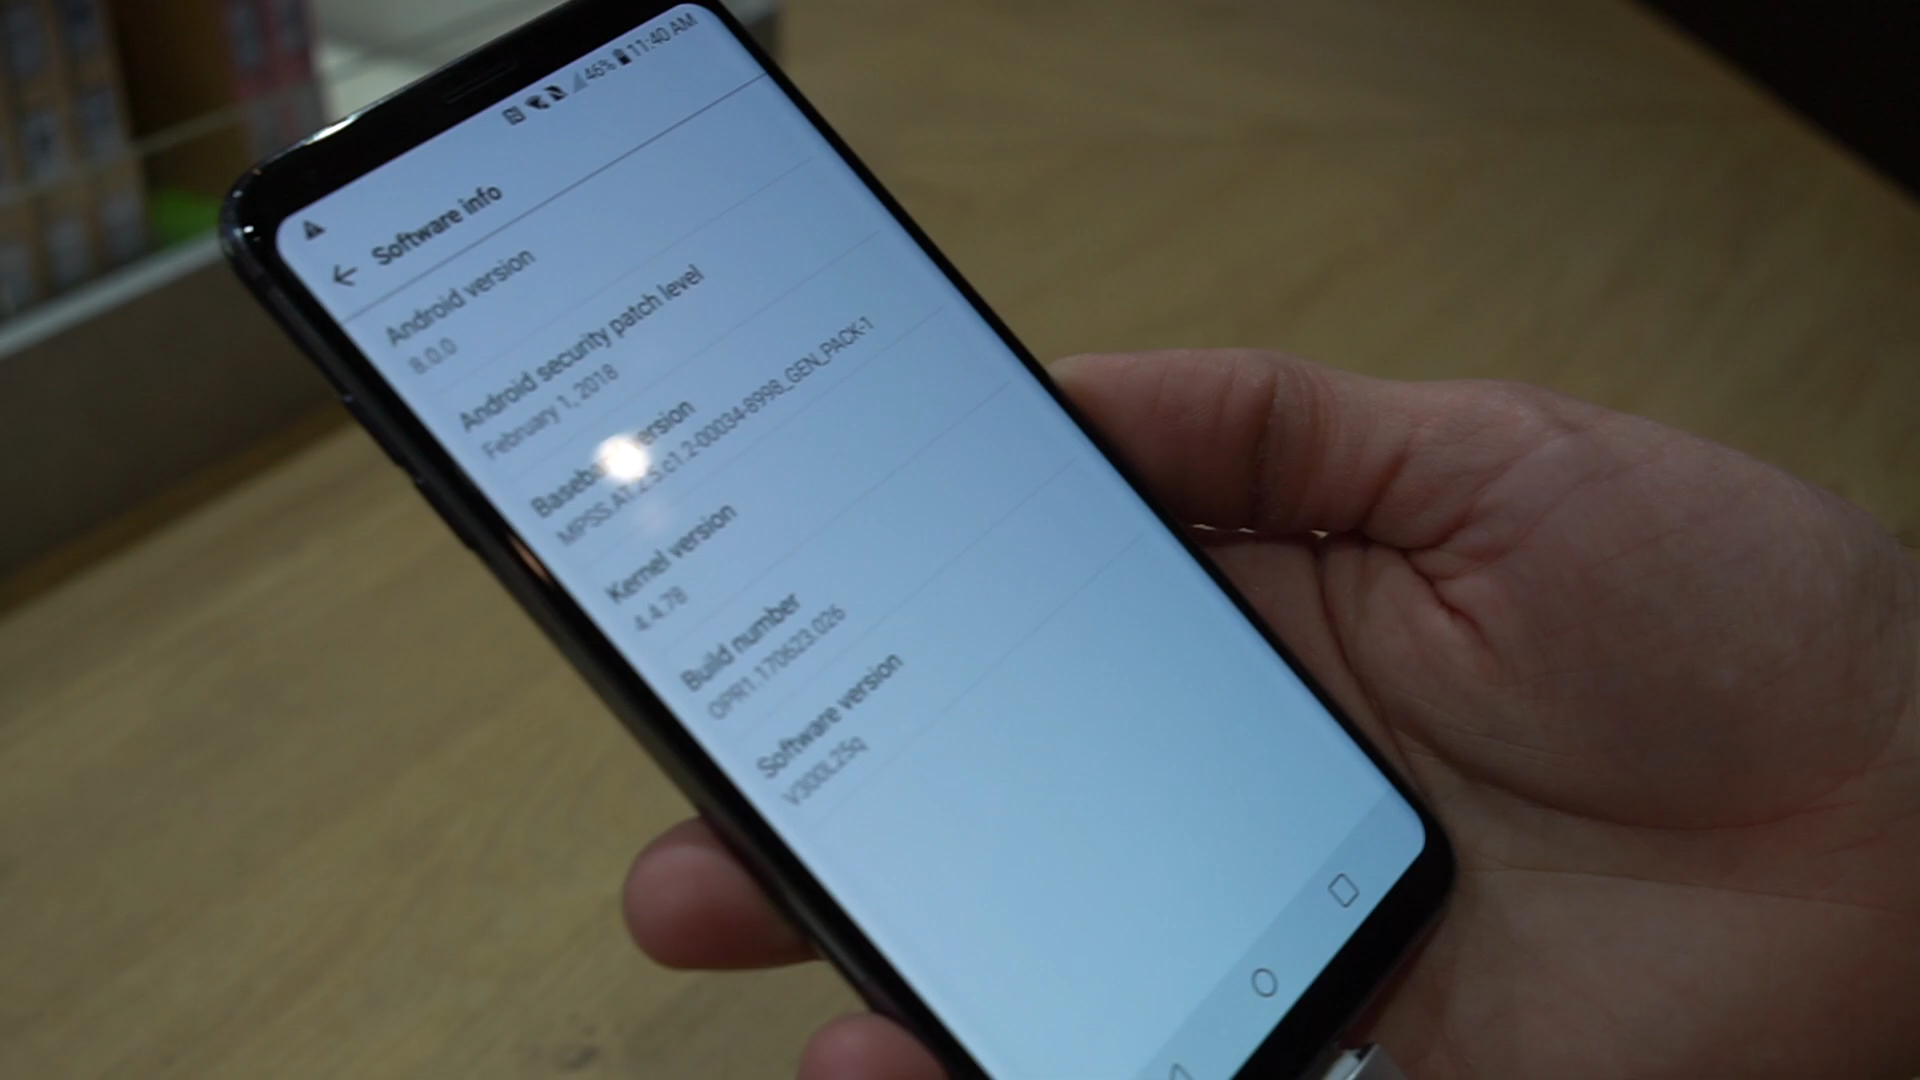 46% 11:40 AM
Software info
Android version
8.0.0
Android security patch level
February 1, 2018
version
MPSS.AT.2.5.c1.2-00034-8998_GEN_PACK-1
Kernel version
4.4.78
Build number
OPR1.170623.026
Software version
V300L25q